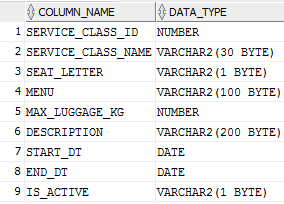 COLUMN_NAME DATA_TYPE
1 SERVICE_CLASS_ID NUMBER
2 SERVICE_CLASS_NAME VARCHAR2(30 BYTE)
3 SEAT_LETTER VARCHAR2(1 BYTE)
4 MENU VARCHAR2(100 BYTE)
5 MAX_LUGGAGE_KG NUMBER
6 DESCRIPTION VARCHAR2(200 BYTE)
7 START_DT DATE
8 END_DT DATE
9 IS_ACTIVE VARCHAR2(1 BYTE)